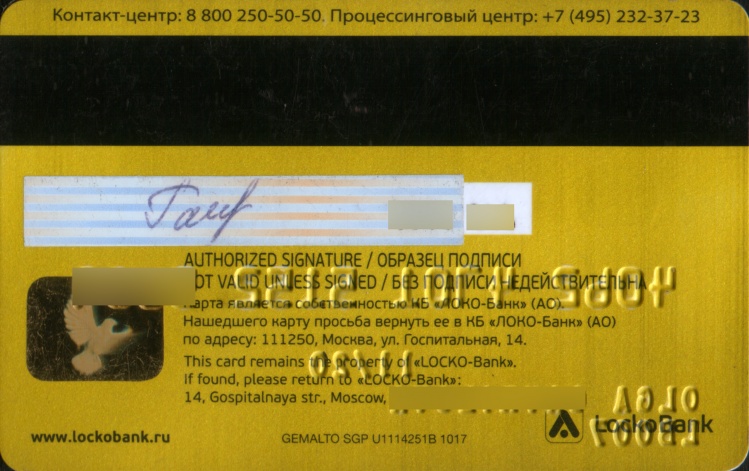 Контакт-центр: 8 800 250-50-50. Процессинговый центр: +7 (495) 232-37-23
AUTHORIZED SIGNATURE / ОБРАЗЕЦ ПОДПИСИ
NOT VALID UNLESS SIGNED / БЕЗ ПОДПИСИ НЕДЕЙСТВИТЕЛЬНА
Карта является собственностью КБ «ЛОКО-Банк» (АО).
Нашедшего карту просьба вернуть ее в КБ «ЛОКО-Банк» (АО)
по адресу: 111250, Москва, ул. Госпитальная, 14.
This card remains the property of «LOCKO-Bank».
If found, please return to «LOCKO-Bank»:
14, Gospitalnaya str., Moscow,
11/20
OLGA
LockoBank
www.lockobank.ru
GEMALTO SGP U1114251B 1017